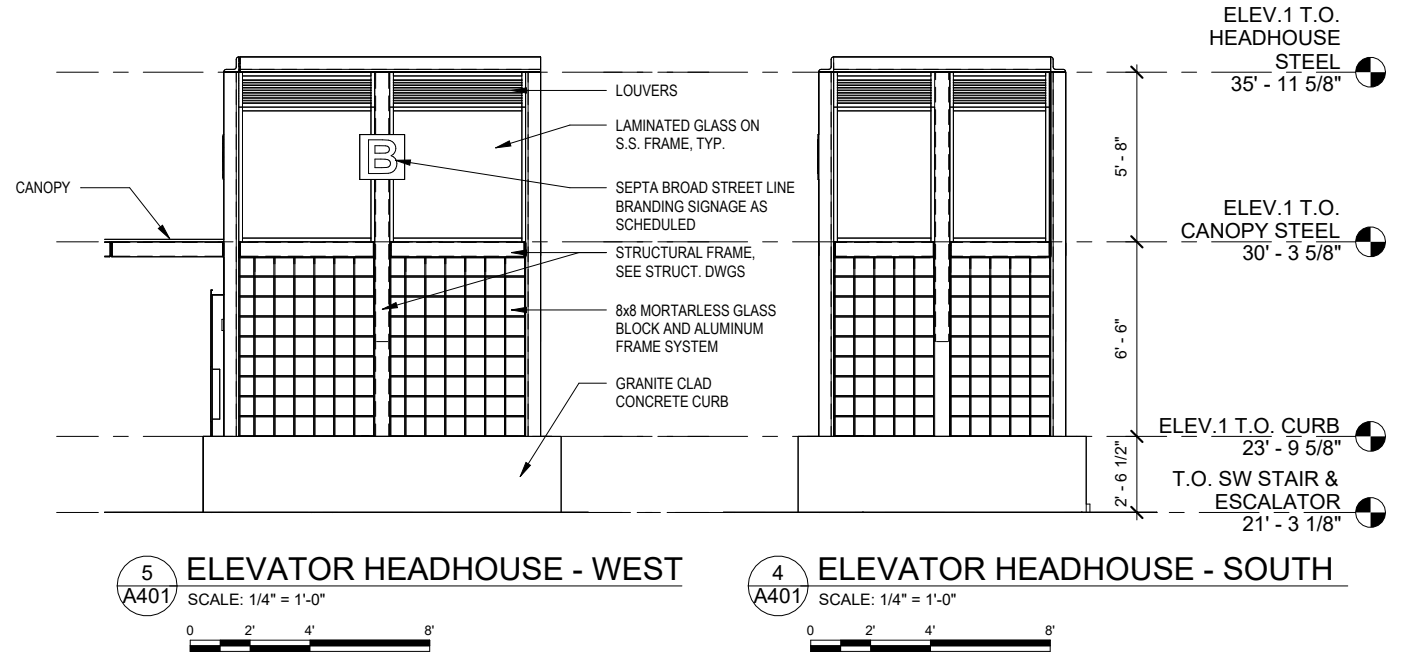 CANOPY
B
LOUVERS
LAMINATED GLASS ON
S.S. FRAME, TYP.
SEPTA BROAD STREET LINE
BRANDING SIGNAGE AS
SCHEDULED
STRUCTURAL FRAME,
SEE STRUCT. DWGS
8x8 MORTARLESS GLASS
BLOCK AND ALUMINUM
FRAME SYSTEM
GRANITE CLAD
CONCRETE CURB
5' - 8"
6' - 6"
2' - 6 1/2"
ELEV.1 T.O.
HEADHOUSE
STEEL
35' - 11 5/8"
ELEV.1 T.O.
CANOPY STEEL
30' - 3 5/8"
ELEV.1 T.O. CURB
23' - 9 5/8"
T.O. SW STAIR &
ESCALATOR
21' - 3 1/8"
5
A401
ELEVATOR HEADHOUSE - WEST
SCALE: 1/4" = 1'-0"
0 2' 4' 8'
4
A401
ELEVATOR HEADHOUSE - SOUTH
SCALE: 1/4" = 1'-0"
0 2' 4' 8'